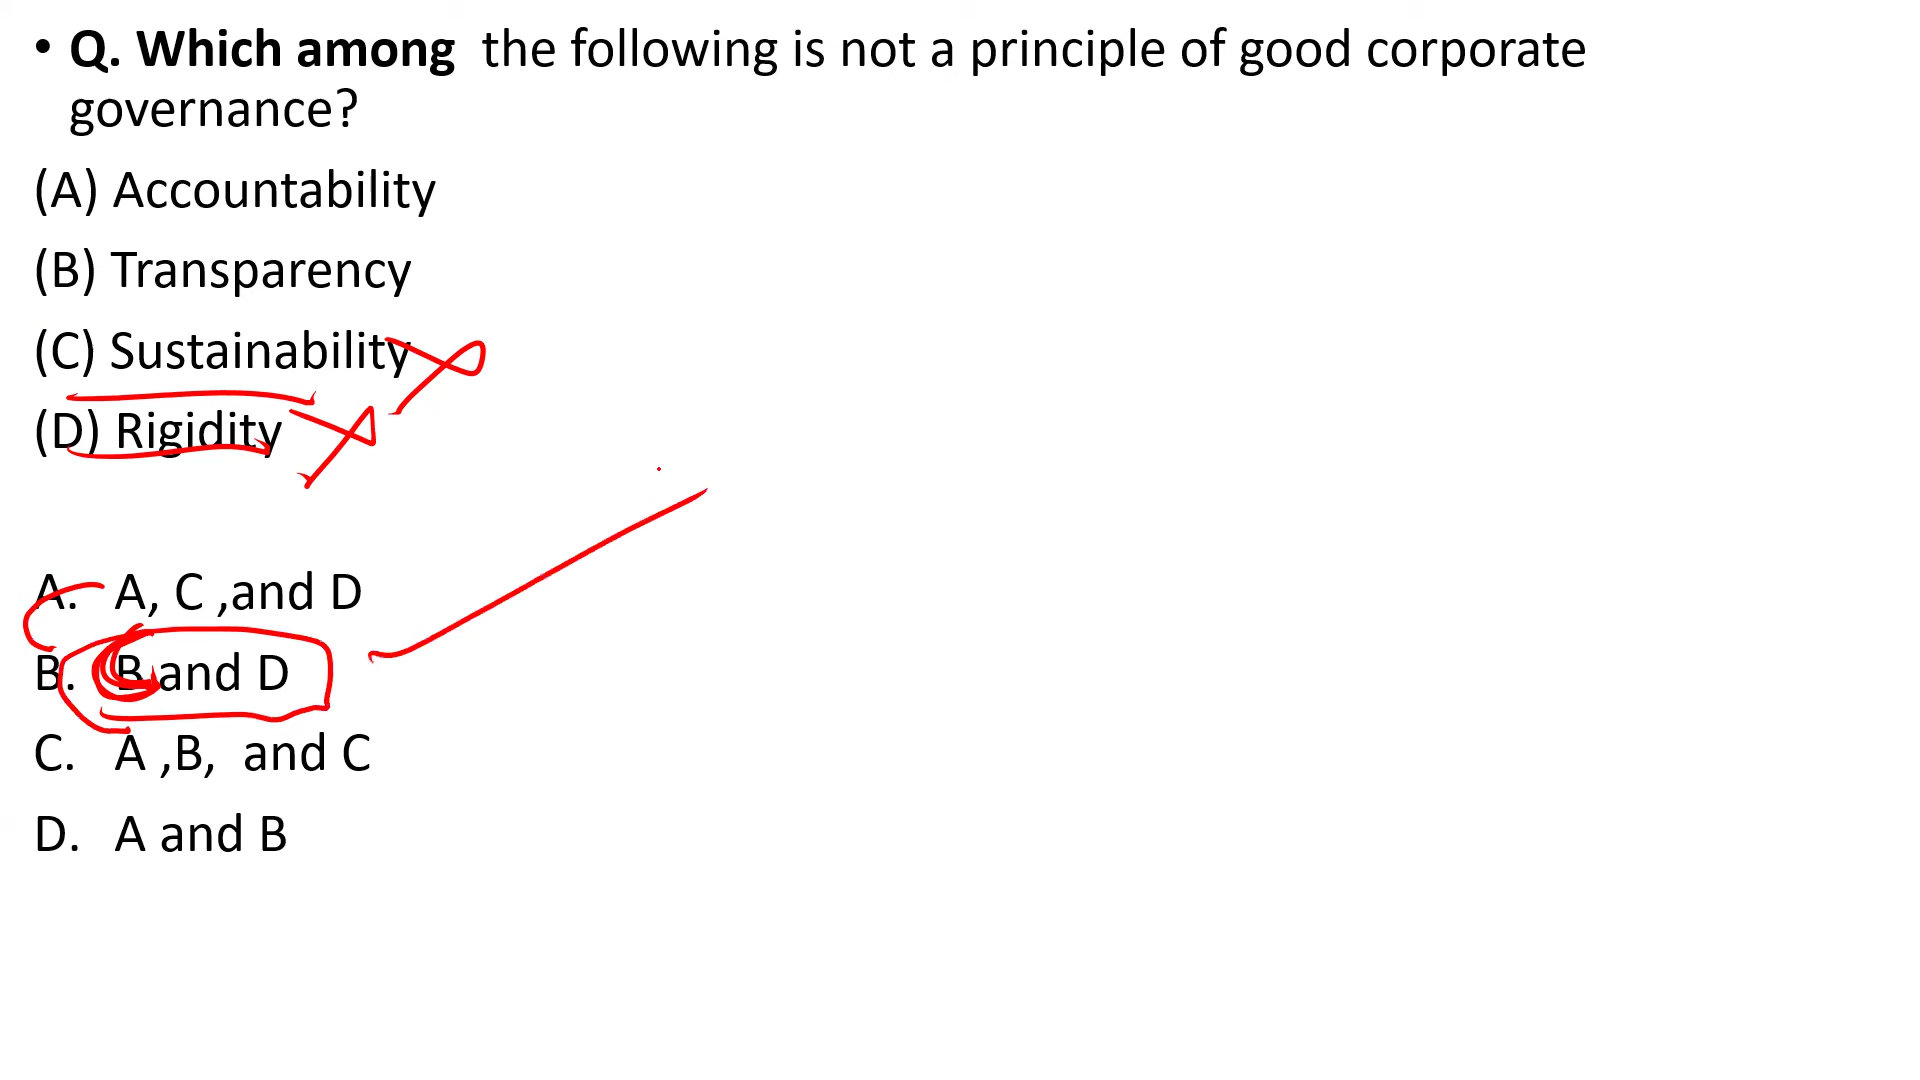 • Q. Which among the following is not a principle of good corporate
governance?
(A) Accountability
(B) Transparency
(C) Sustainability
(D) Rigidity
A. A, C ,and D
B. B and D
C. A ,B, and C
D. A and B